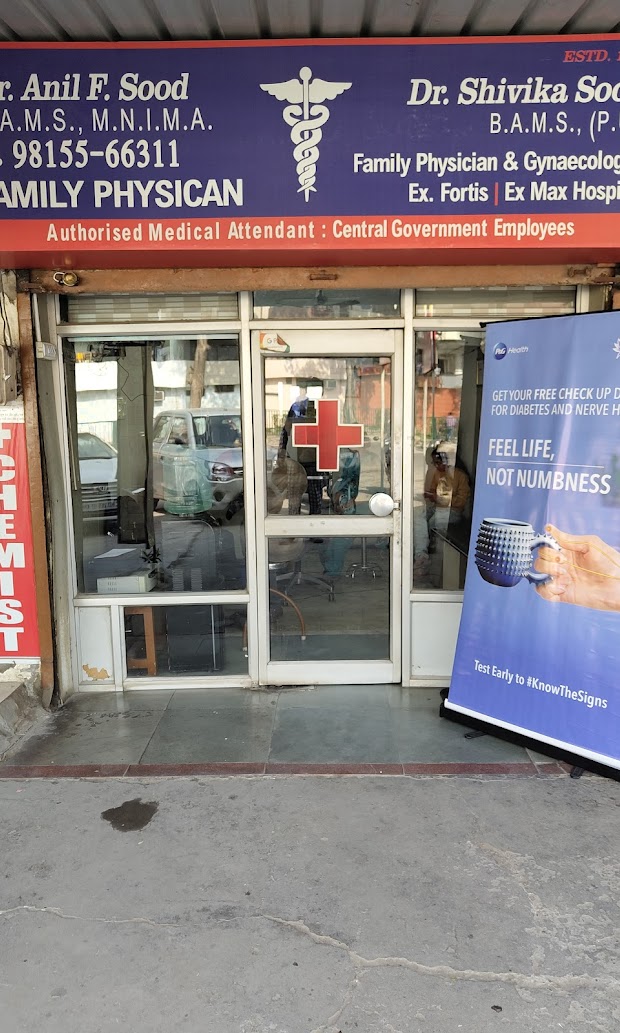 r. Anil F. Sood
A.M.S., M.N.I.M.A.
98155-66311
AMILY PHYSICAN
ESTD.
Dr. Shivika Soo
B.A.M.S., (P.
Family Physician & Gynaecolog
Ex. Fortis | Ex Max Hospi
Authorised Medical Attendant : Central Government Employees
CHEMIST
P&G Health
GET YOUR FREE CHECK UP D
FOR DIABETES AND NERVE H
FEEL LIFE,
NOT NUMBNESS
Test Early to #KnowTheSigns